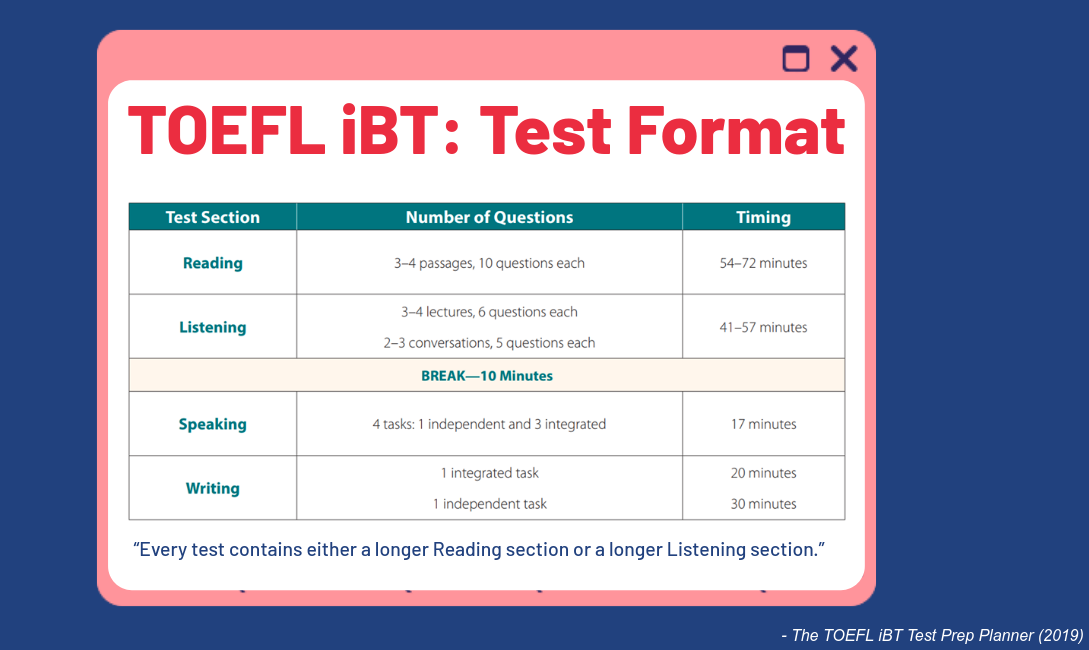 TOEFL iBT: Test Format
Test Section Number of Questions Timing
Reading 3–4 passages, 10 questions each 54–72 minutes
Listening 3–4 lectures, 6 questions each 41–57 minutes
2–3 conversations, 5 questions each
BREAK—10 Minutes
Speaking 4 tasks: 1 independent and 3 integrated 17 minutes
Writing 1 integrated task 20 minutes
1 independent task 30 minutes
“Every test contains either a longer Reading section or a longer Listening section.”
- The TOEFL iBT Test Prep Planner (2019)